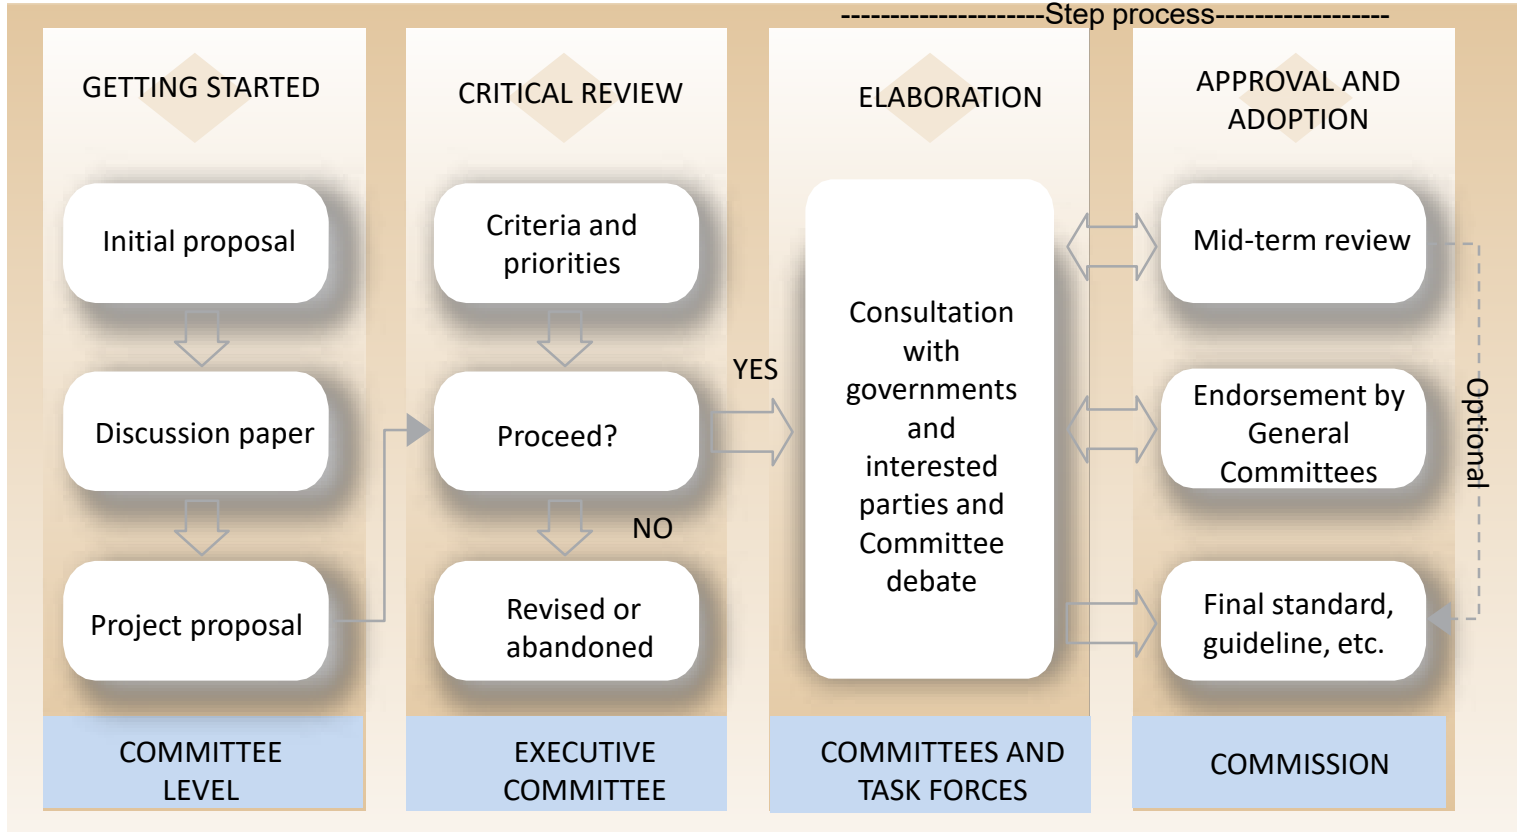 --------------------Step process------------------
GETTING STARTED
Initial proposal
Discussion paper
Project proposal
COMMITTEE
LEVEL
CRITICAL REVIEW
Criteria and
priorities
Proceed?
YES
NO
Revised or
abandoned
EXECUTIVE
COMMITTEE
ELABORATION
Consultation
with
governments
and
interested
parties and
Committee
debate
COMMITTEES AND
TASK FORCES
APPROVAL AND
ADOPTION
Mid-term review
Endorsement by
General
Committees
Final standard,
guideline, etc.
Optional
COMMISSION